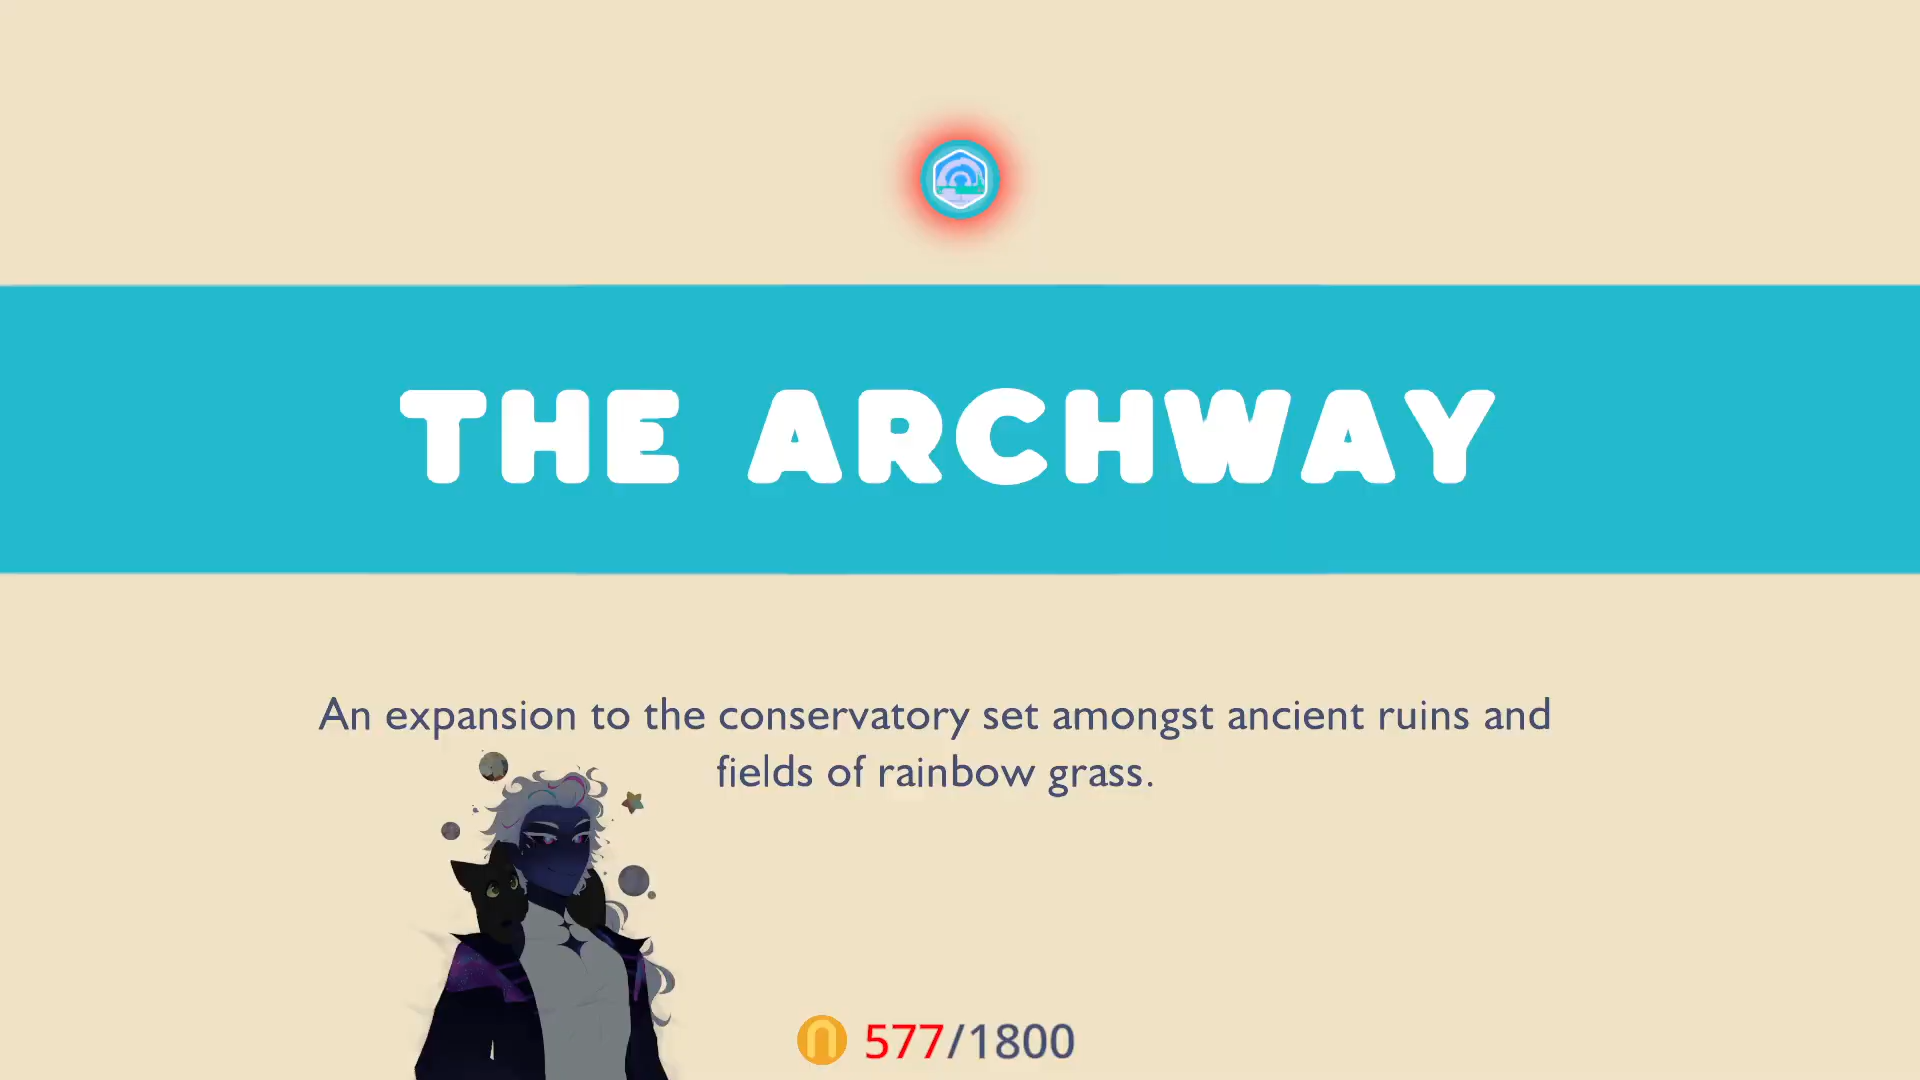 THE ARCHWAY
An expansion to the conservatory set amongst ancient ruins and
fields of rainbow grass.
577/1800